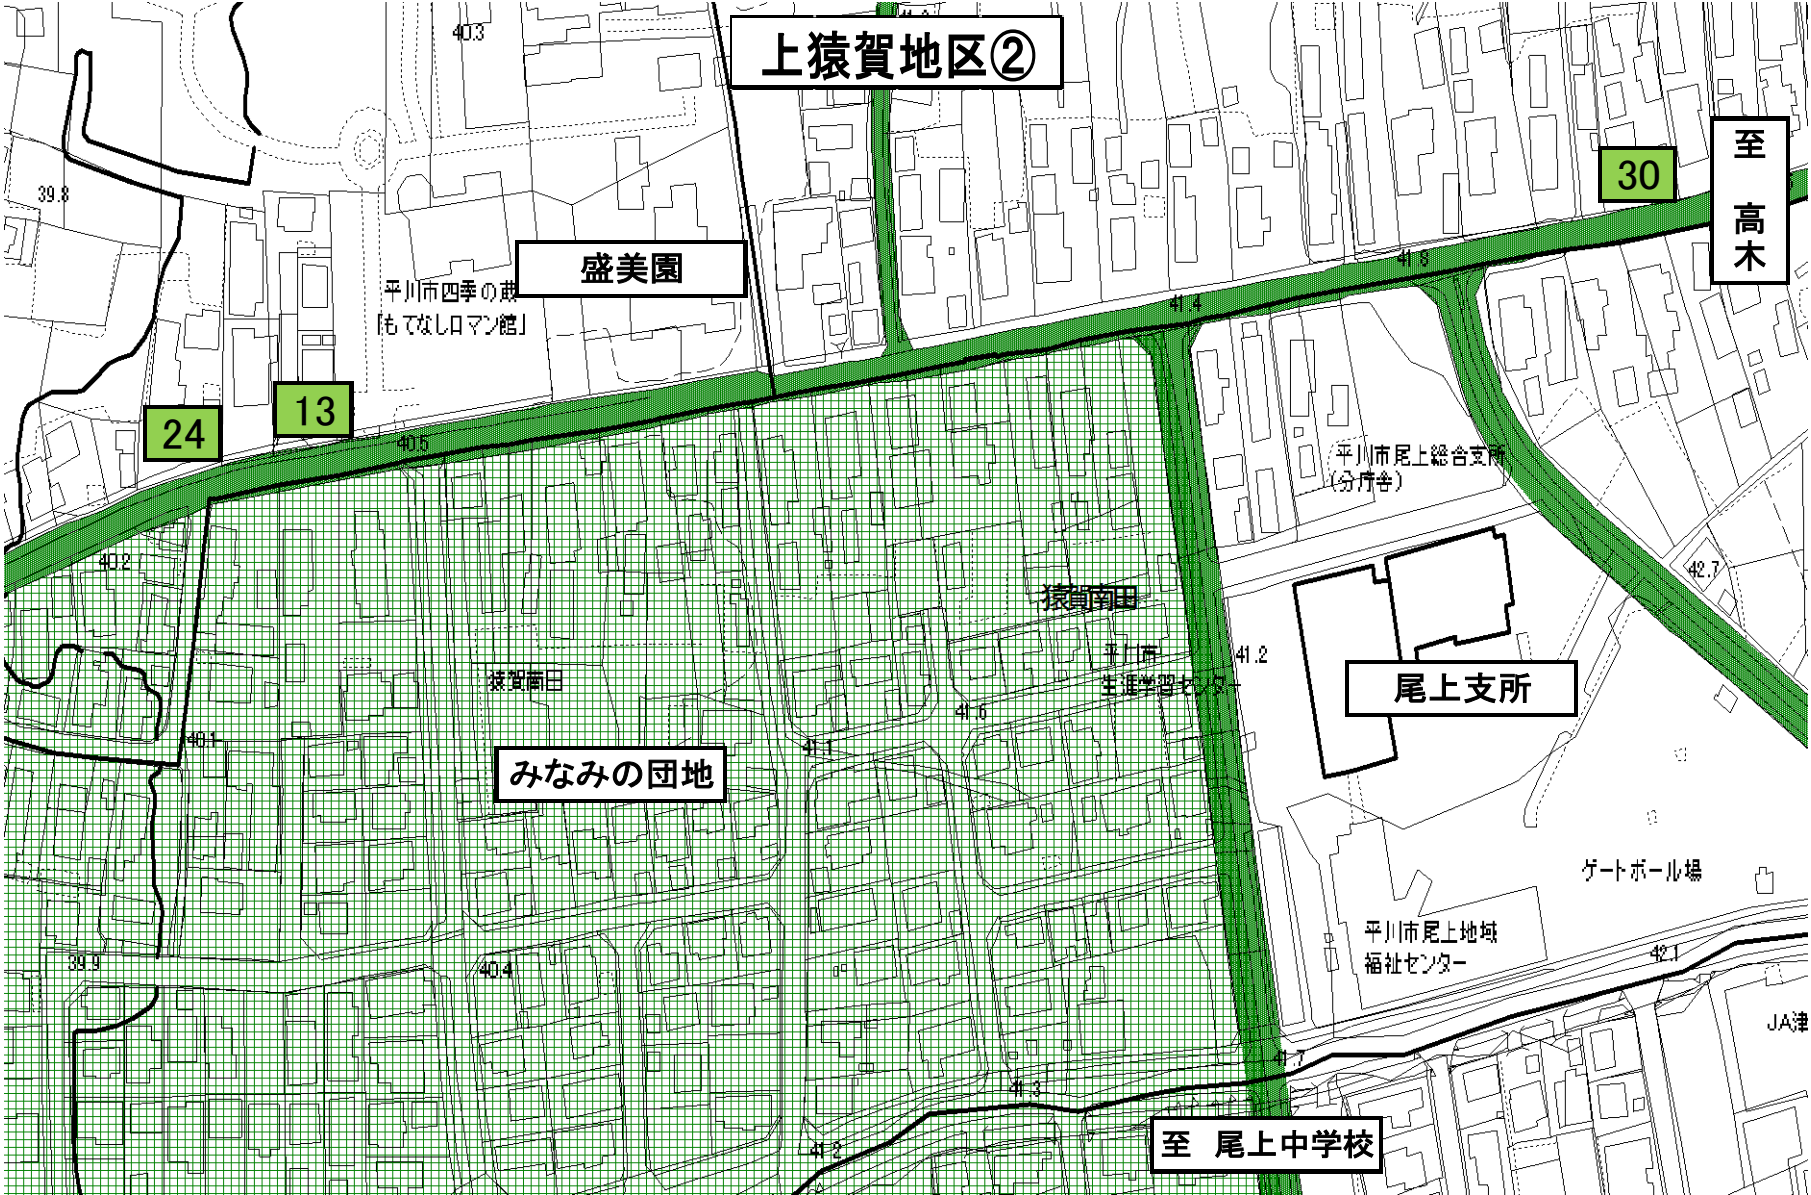 40.3
上猿賀地区②
至
高
木
30
39.8
盛美園
平川市四季の蔵
「もてなしロマン館」
41.8
41.4
13
24
40.5
平川市尾上総合支所
(分庁舎)
40.2
42.7
猿賀南田
平川市
生涯学習センター
41.2
猿賀南田
尾上支所
41.6
40.1
41.1
みなみの団地
ゲートボール場
平川市尾上地域
福祉センター
42.1
39.9
40.4
JA津
41.7
41.3
至 尾上中学校
41.2